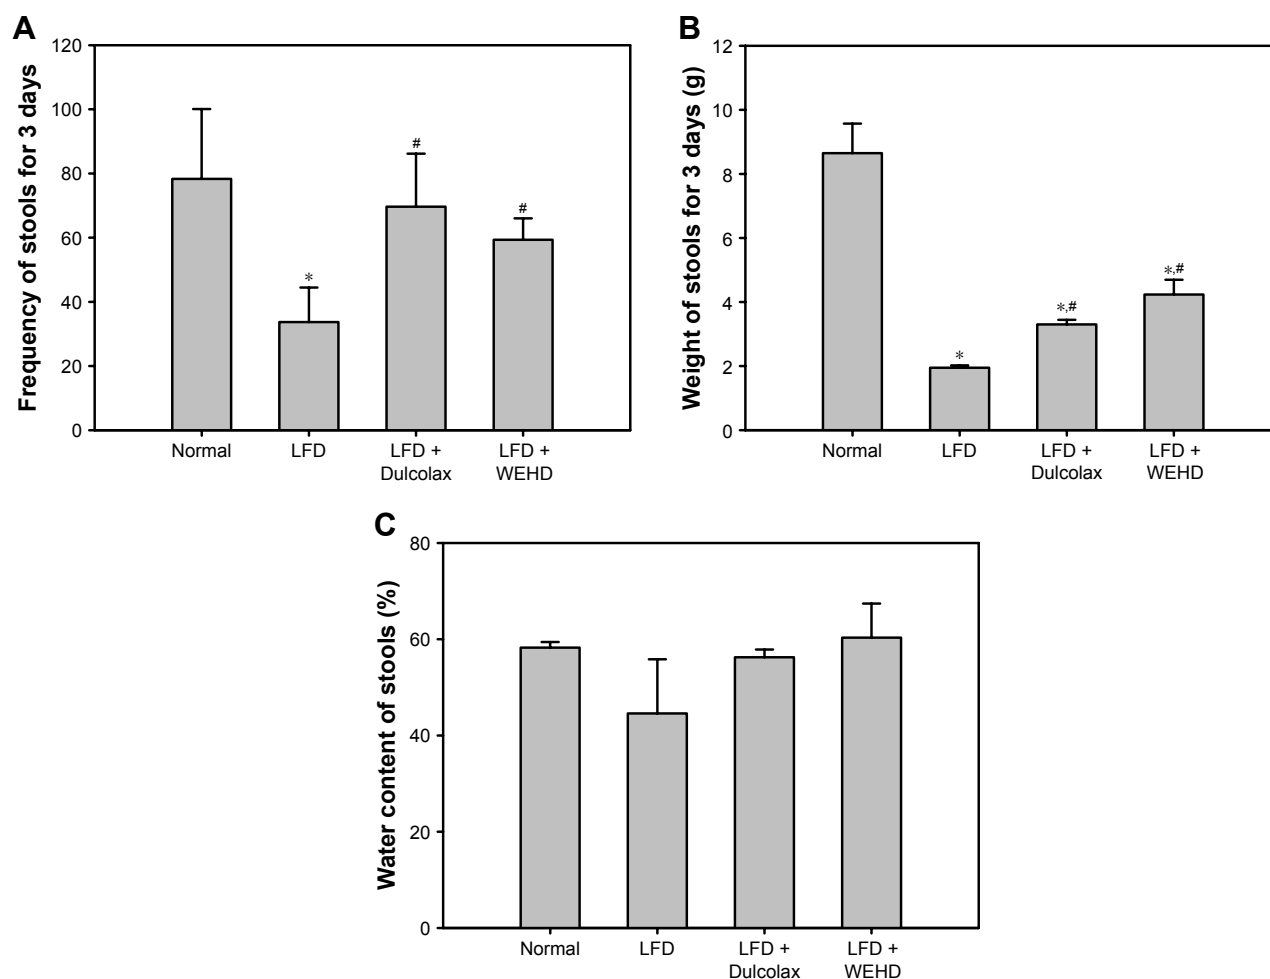 A
Frequency of stools for 3 days
120
100
80
60
40
20
0
*
#
#
Normal
LFD
LFD +
Dulcolax
LFD +
WEHD
B
Weight of stools for 3 days (g)
12
10
8
6
4
2
0
*
*,#
*,#
Normal
LFD
LFD +
Dulcolax
LFD +
WEHD
C
Water content of stools (%)
80
60
40
20
0
Normal
LFD
LFD +
Dulcolax
LFD +
WEHD